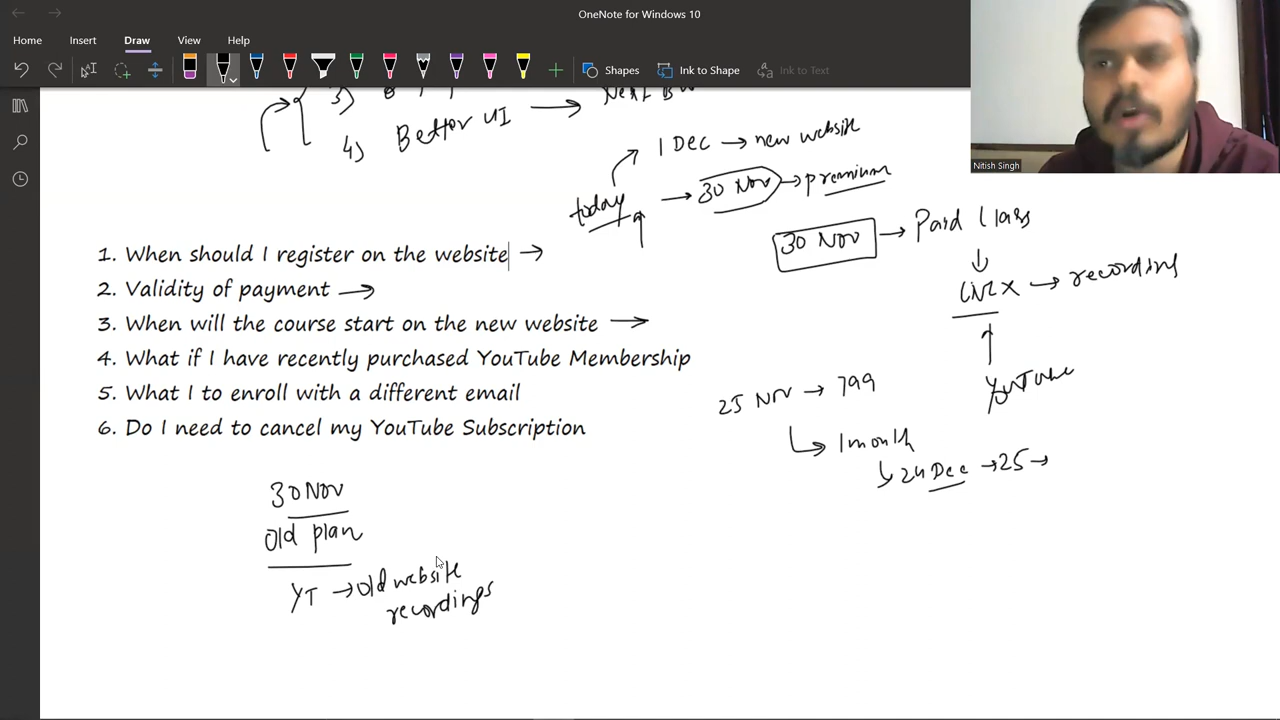 OneNote for Windows 10
Home Insert Draw View Help
Shapes Ink to Shape Ink to Text
Nitish Singh
3)
4) Better UI → Next
1 Dec → new website
today → 30 Nov → premium
30 Nov → Paid Class
LIVE X → recording
YouTube
1. When should I register on the website →
2. Validity of payment →
3. When will the course start on the new website →
4. What if I have recently purchased YouTube Membership
5. What I to enroll with a different email
6. Do I need to cancel my YouTube Subscription
25 Nov → 799
1 month
24 Dec → 25 →
30 Nov
Old plan
YT → Old website
recordings